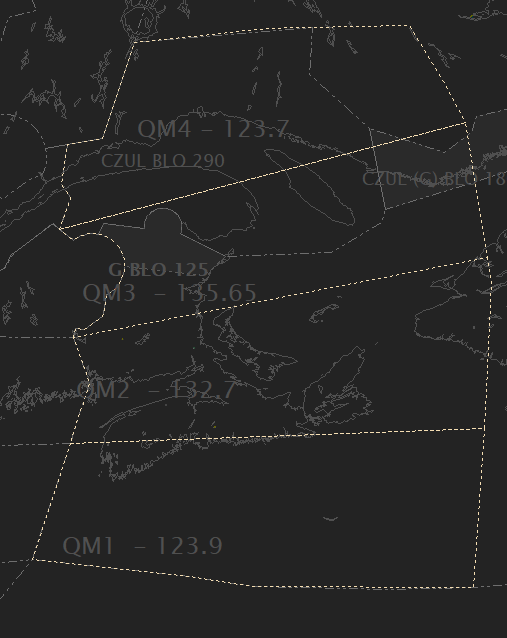 QM4 – 123.7
CZUL BLO 290
CZUL (C) BLO 18
G BLO 125
QM3 – 135.65
QM2 – 132.7
QM1 – 123.9